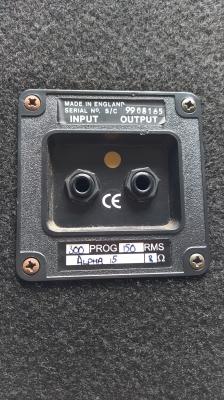 MADE IN ENGLAND
SERIAL No. S/C 9908165
INPUT OUTPUT
CE
300 PROG 150 RMS
ALPHA 15 8 Ω